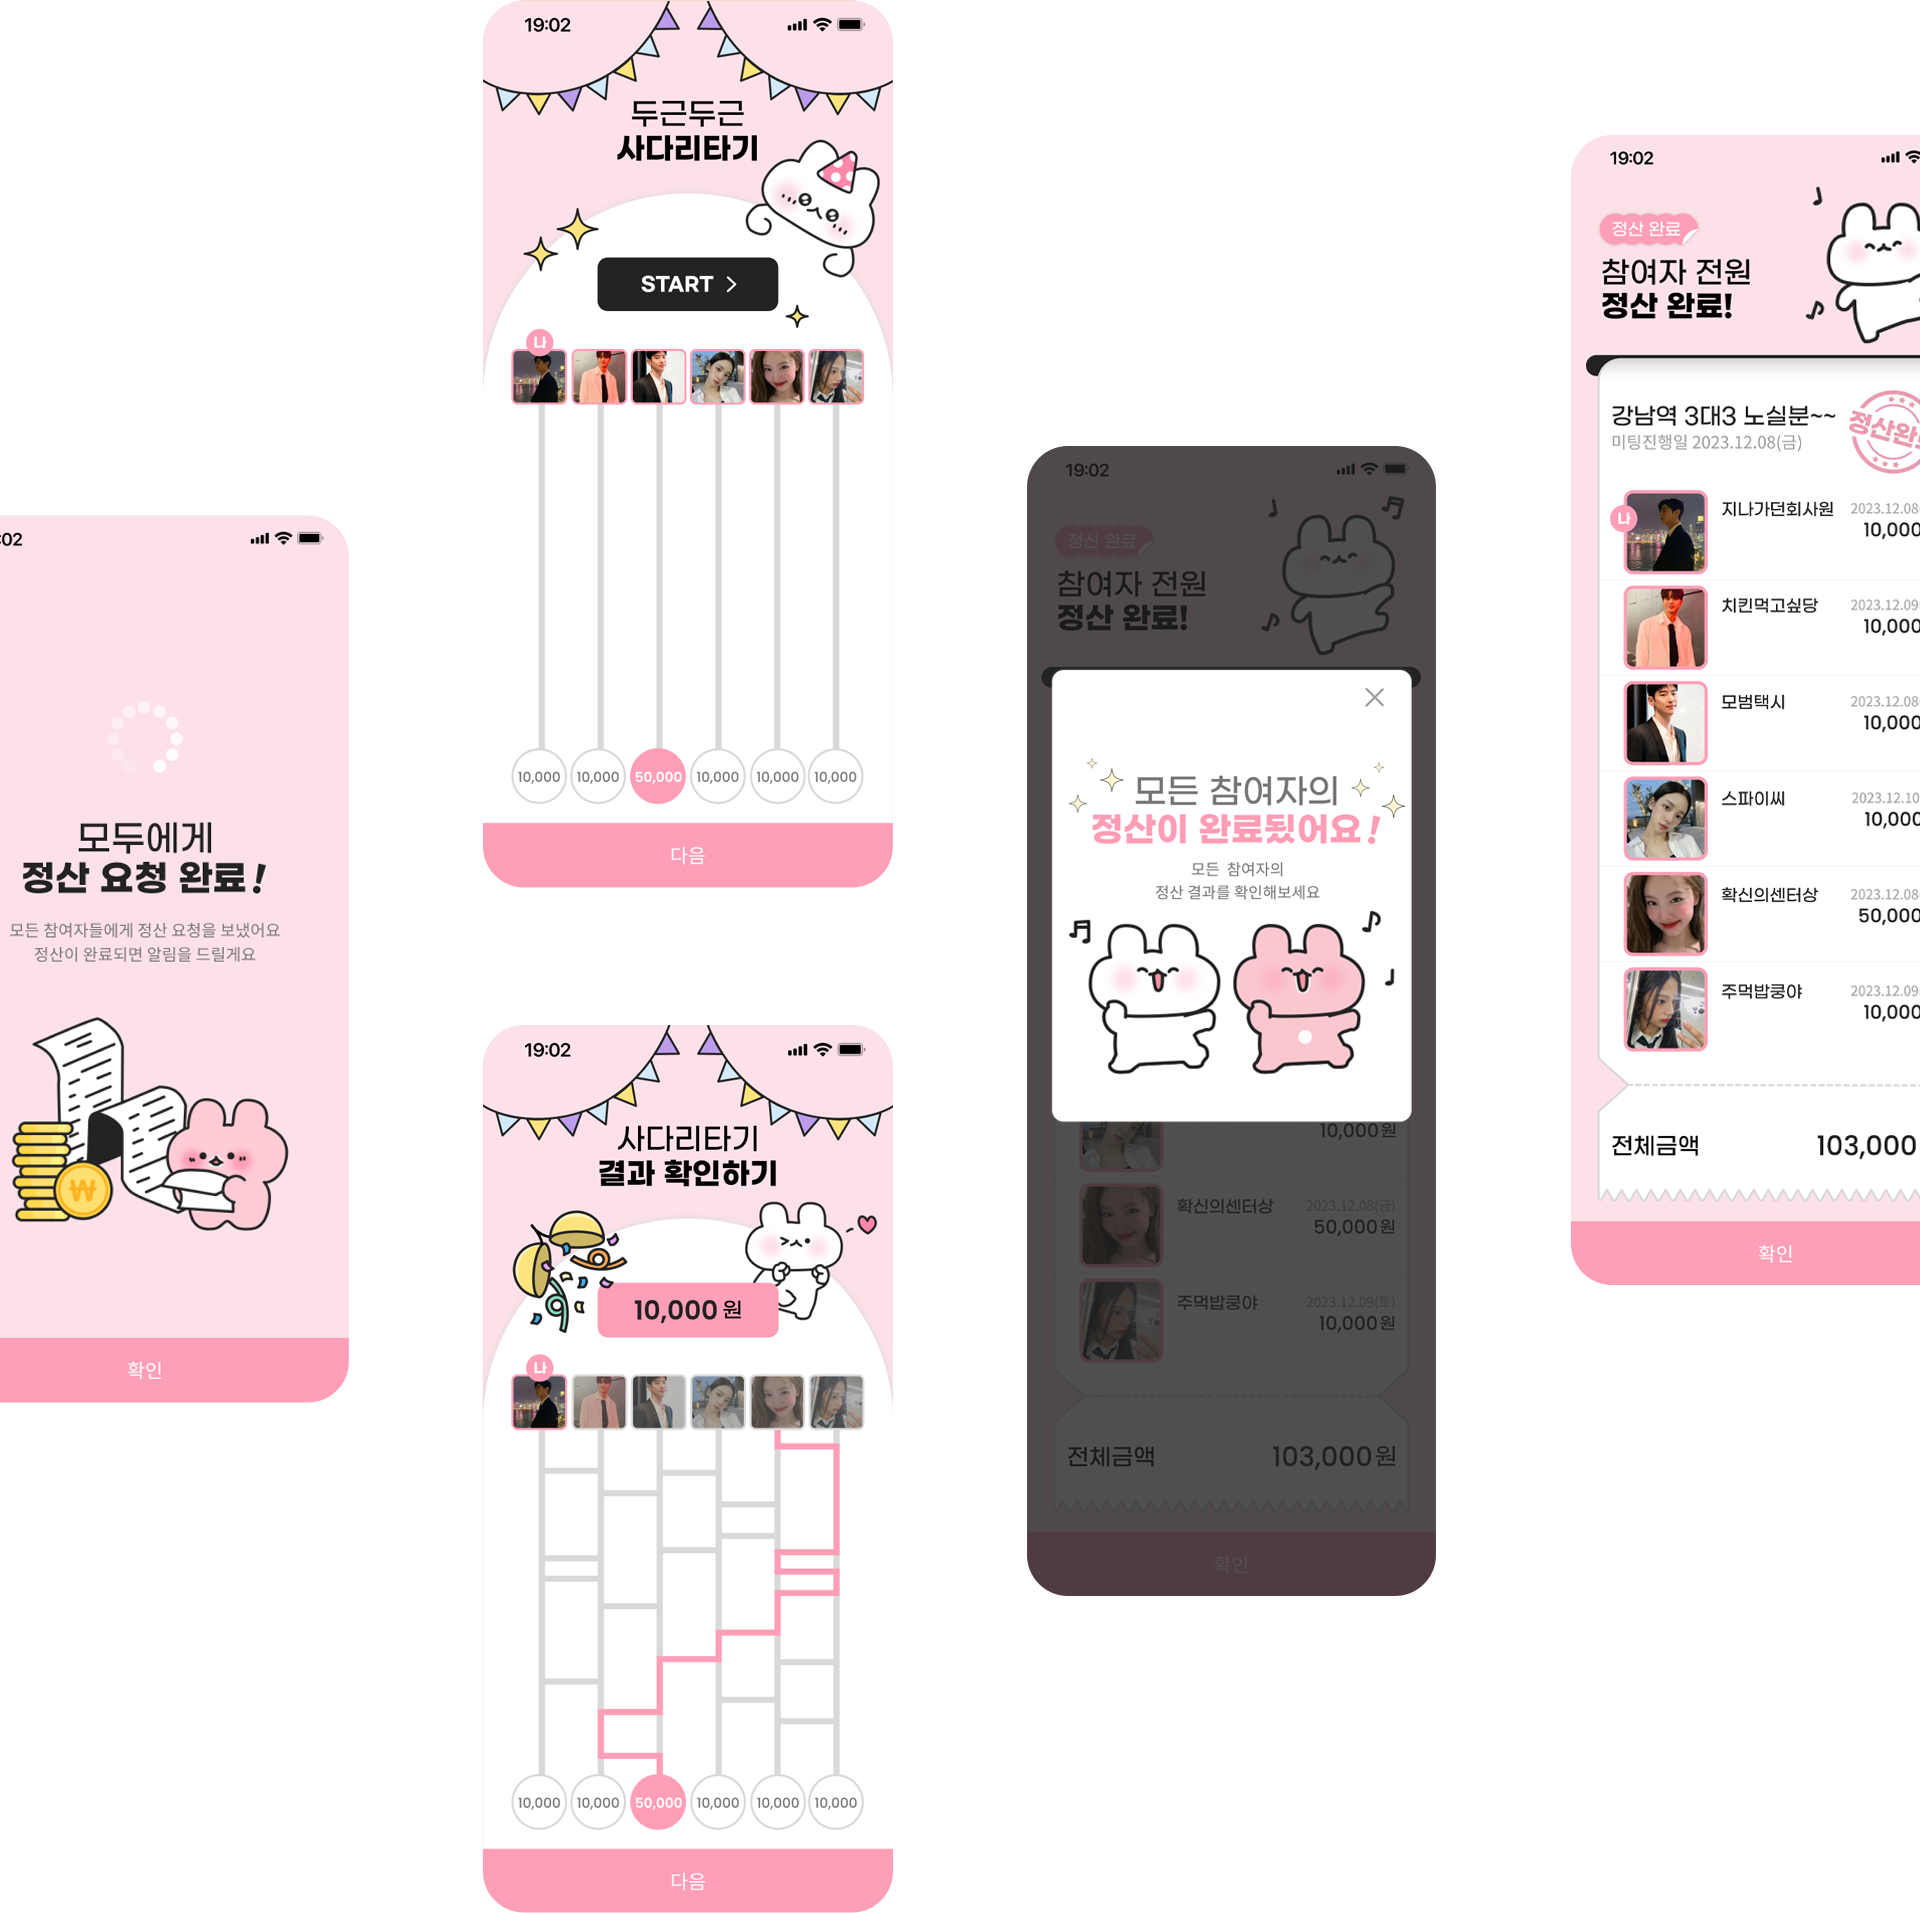 :02
모두에게
정산 요청 완료!
모든 참여자들에게 정산 요청을 보냈어요
정산이 완료되면 알림을 드릴게요
₩
확인
19:02
두근두근
사다리타기
START >
나
10,000 10,000 50,000 10,000 10,000 10,000
다음
19:02
사다리타기
결과 확인하기
10,000 원
나
10,000 10,000 50,000 10,000 10,000 10,000
다음
19:02
정산 완료
참여자 전원
정산 완료!
모든 참여자의
정산이 완료됬어요!
모든 참여자의
정산 결과를 확인해보세요
10,000원
확신의센터상 2023.12.08(금)
50,000원
주먹밥쿵야 2023.12.09(토)
10,000원
전체금액 103,000원
확인
19:02
정산 완료
참여자 전원
정산 완료!
강남역 3대3 노실분~~
미팅진행일 2023.12.08(금)
정산완
나
지나가던회사원 2023.12.08
10,000
치킨먹고싶당 2023.12.09
10,000
모범택시 2023.12.08
10,000
스파이씨 2023.12.10
10,000
확신의센터상 2023.12.08
50,000
주먹밥쿵야 2023.12.09
10,000
전체금액 103,000
확인